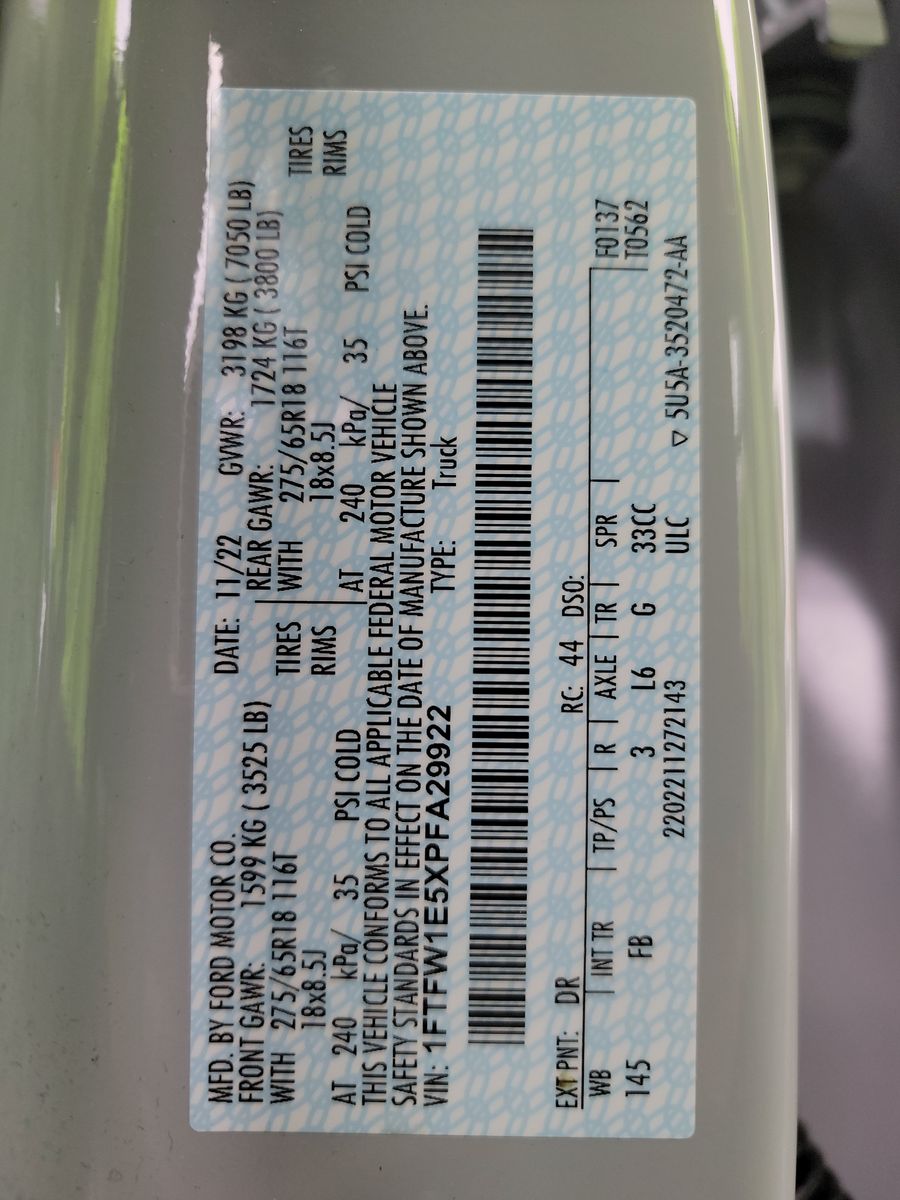 MFD. BY FORD MOTOR CO. DATE: 11/22 GVWR: 3198 KG ( 7050 LB)
FRONT GAWR: 1599 KG ( 3525 LB) REAR GAWR: 1724 KG ( 3800 LB)
WITH 275/65R18 116T TIRES WITH 275/65R18 116T TIRES
18x8.5J RIMS 18x8.5J RIMS
AT 240 kPa/ 35 PSI COLD AT 240 kPa/ 35 PSI COLD
THIS VEHICLE CONFORMS TO ALL APPLICABLE FEDERAL MOTOR VEHICLE
SAFETY STANDARDS IN EFFECT ON THE DATE OF MANUFACTURE SHOWN ABOVE.
VIN: 1FTFW1E5XPFA29922 TYPE: Truck
EXT PNT: DR RC: 44 DSO: F0137
WB INT TR TP/PS R AXLE TR SPR T0562
145 FB 3 L6 G 33CC
2202211272143 ULC ▽ 5U5A-3520472-AA